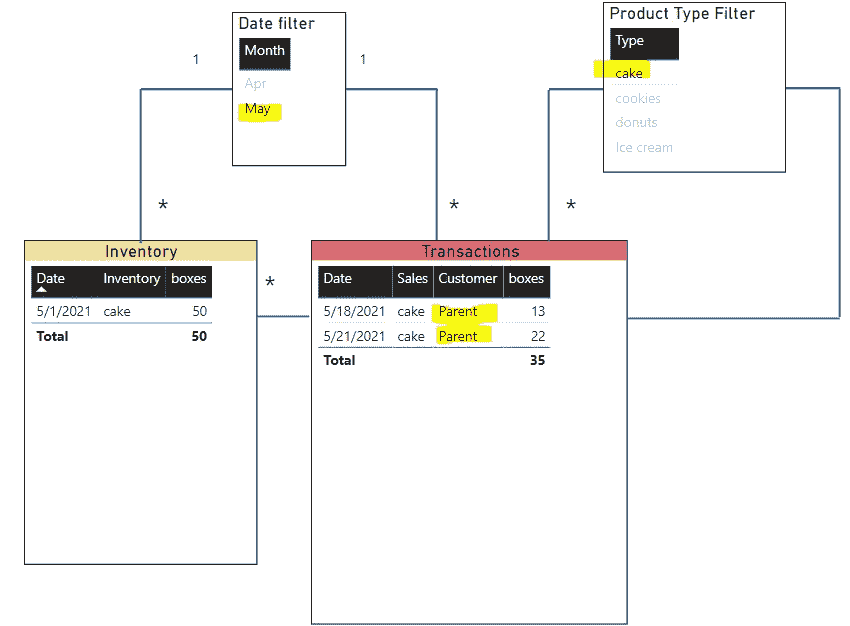 Date filter
Month
Apr
May
Product Type Filter
Type
cake
cookies
donuts
Ice cream
1
1
*
*
*
*
Inventory
Date Inventory boxes
5/1/2021 cake 50
Total 50
Transactions
Date Sales Customer boxes
5/18/2021 cake Parent 13
5/21/2021 cake Parent 22
Total 35